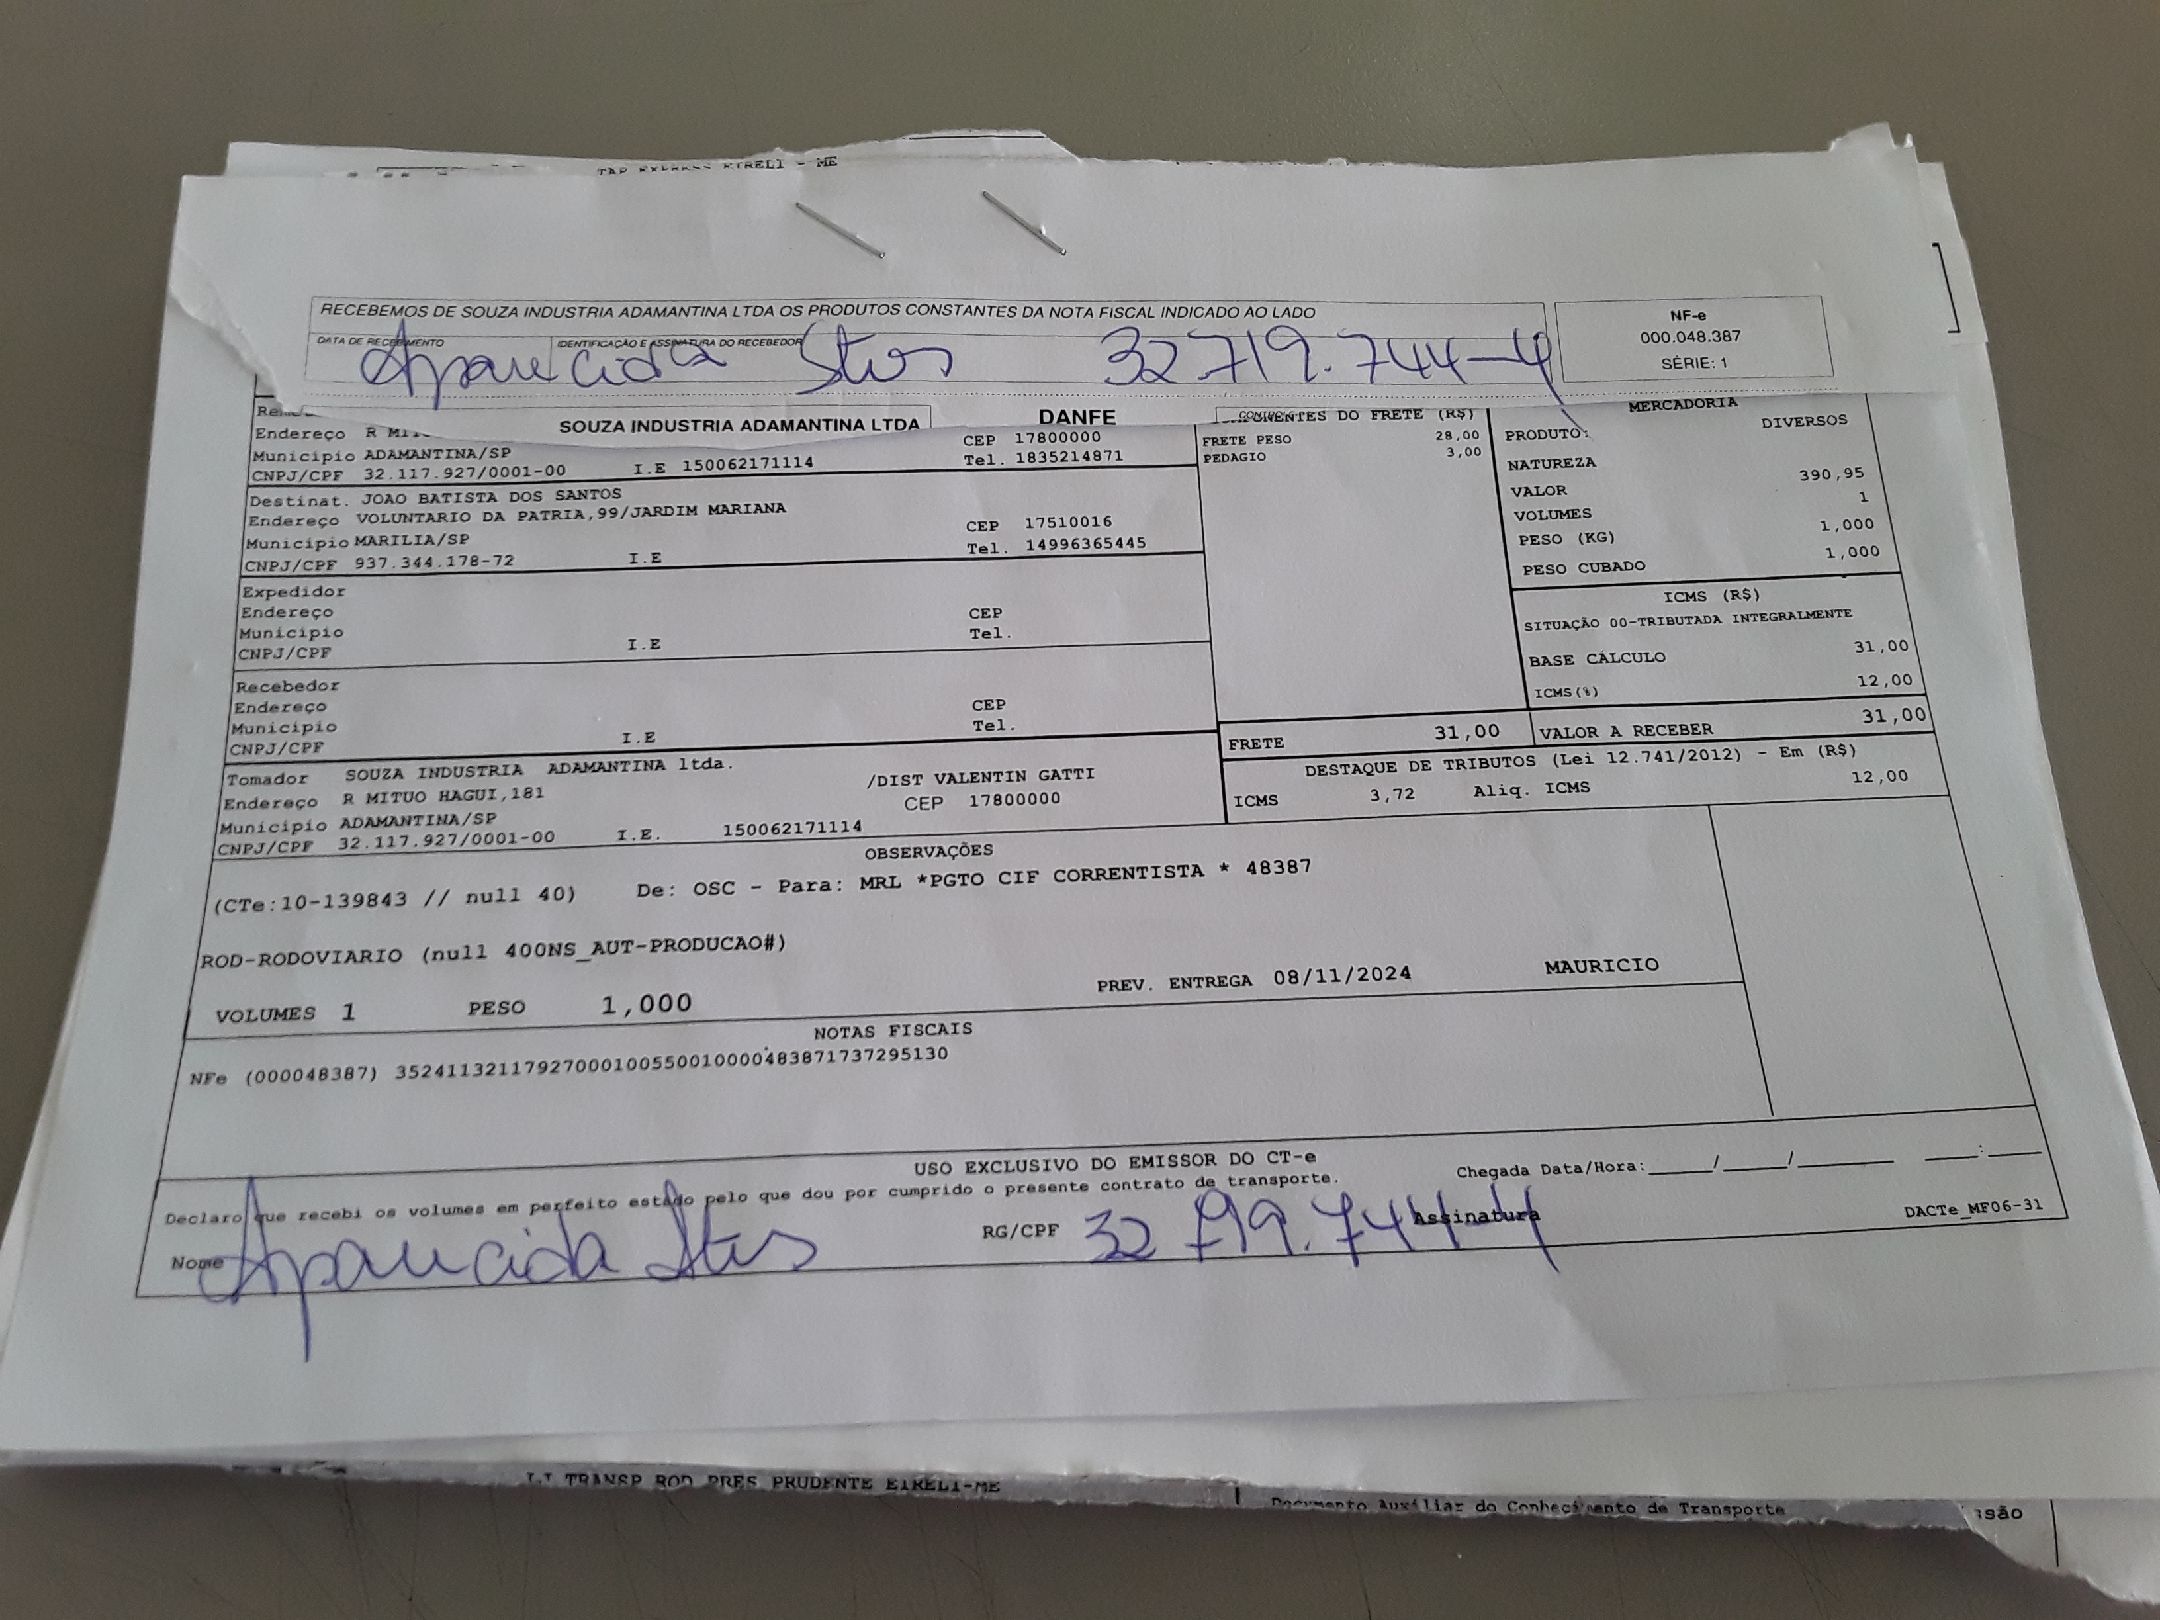 EIRELI - ME
RECEBEMOS DE SOUZA INDUSTRIA ADAMANTINA LTDA OS PRODUTOS CONSTANTES DA NOTA FISCAL INDICADO AO LADO
NF-e
000.048.387
SÉRIE: 1
DATA DE RECEBIMENTO IDENTIFICAÇÃO E ASSINATURA DO RECEBEDOR
Aparecida Stos 32.719.744-4
SOUZA INDUSTRIA ADAMANTINA LTDA DANFE
Endereço R CEP 17800000
Município ADAMANTINA/SP Tel. 1835214871
CNPJ/CPF 32.117.927/0001-00 I.E 150062171114
Destinat. JOAO BATISTA DOS SANTOS
Endereço VOLUNTARIO DA PATRIA,99/JARDIM MARIANA CEP 17510016
Município MARILIA/SP Tel. 14996365445
CNPJ/CPF 937.344.178-72 I.E
Expedidor
Endereço CEP
Município Tel.
CNPJ/CPF I.E
Recebedor
Endereço CEP
Município Tel.
CNPJ/CPF I.E
Tomador SOUZA INDUSTRIA ADAMANTINA ltda. /DIST VALENTIN GATTI
Endereço R MITUO HAGUI,181 CEP 17800000
Município ADAMANTINA/SP
CNPJ/CPF 32.117.927/0001-00 I.E. 150062171114
COMPONENTES DO FRETE (R$)
FRETE PESO 28,00
PEDAGIO 3,00
MERCADORIA
PRODUTO: DIVERSOS
NATUREZA
VALOR 390,95
VOLUMES 1
PESO (KG) 1,000
PESO CUBADO 1,000
ICMS (R$)
SITUAÇÃO 00-TRIBUTADA INTEGRALMENTE
BASE CÁLCULO 31,00
ICMS(%) 12,00
FRETE 31,00 VALOR A RECEBER 31,00
DESTAQUE DE TRIBUTOS (Lei 12.741/2012) - Em (R$)
ICMS 3,72 Aliq. ICMS 12,00
OBSERVAÇÕES
(CTe:10-139843 // null 40) De: OSC - Para: MRL *PGTO CIF CORRENTISTA * 48387
ROD-RODOVIARIO (null 400NS_AUT-PRODUCAO#)
VOLUMES 1 PESO 1,000 PREV. ENTREGA 08/11/2024 MAURICIO
NOTAS FISCAIS
NFe (000048387) 35241132117927000100550010000483871737295130
USO EXCLUSIVO DO EMISSOR DO CT-e
Declaro que recebi os volumes em perfeito estado pelo que dou por cumprido o presente contrato de transporte.
Chegada Data/Hora:_____/_____/_______ ____:____
Nome Aparecida Stos RG/CPF 32 719.744-4 Assinatura
DACTe_MF06-31
TRANSP ROD PRES PRUDENTE EIRELI-ME
Documento Auxiliar do Conhecimento de Transporte